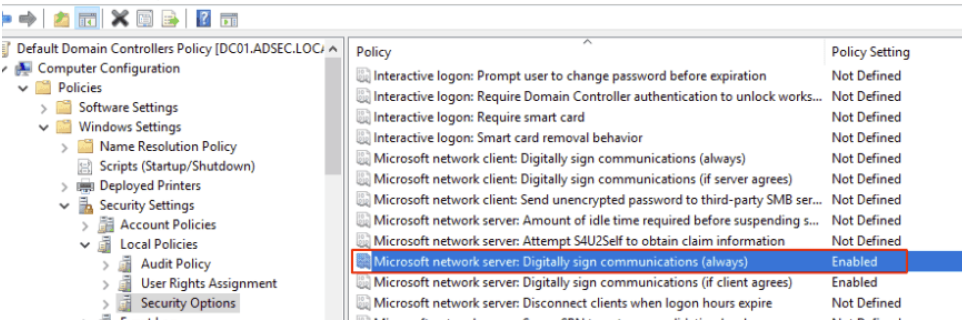 Default Domain Controllers Policy [DC01.ADSEC.LOCA
Computer Configuration
Policies
Software Settings
Windows Settings
Name Resolution Policy
Scripts (Startup/Shutdown)
Deployed Printers
Security Settings
Account Policies
Local Policies
Audit Policy
User Rights Assignment
Security Options
Policy Policy Setting
Interactive logon: Prompt user to change password before expiration Not Defined
Interactive logon: Require Domain Controller authentication to unlock works... Not Defined
Interactive logon: Require smart card Not Defined
Interactive logon: Smart card removal behavior Not Defined
Microsoft network client: Digitally sign communications (always) Not Defined
Microsoft network client: Digitally sign communications (if server agrees) Not Defined
Microsoft network client: Send unencrypted password to third-party SMB ser... Not Defined
Microsoft network server: Amount of idle time required before suspending s... Not Defined
Microsoft network server: Attempt S4U2Self to obtain claim information Not Defined
Microsoft network server: Digitally sign communications (always) Enabled
Microsoft network server: Digitally sign communications (if client agrees) Enabled
Microsoft network server: Disconnect clients when logon hours expire Not Defined